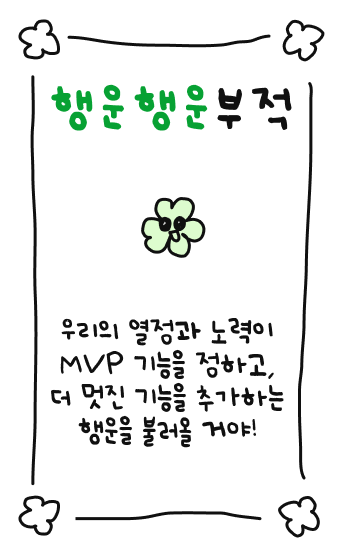 행운행운부적
우리의 열정과 노력이
MVP 기능을 정하고,
더 멋진 기능을 추가하는
행운을 불러올 거야!